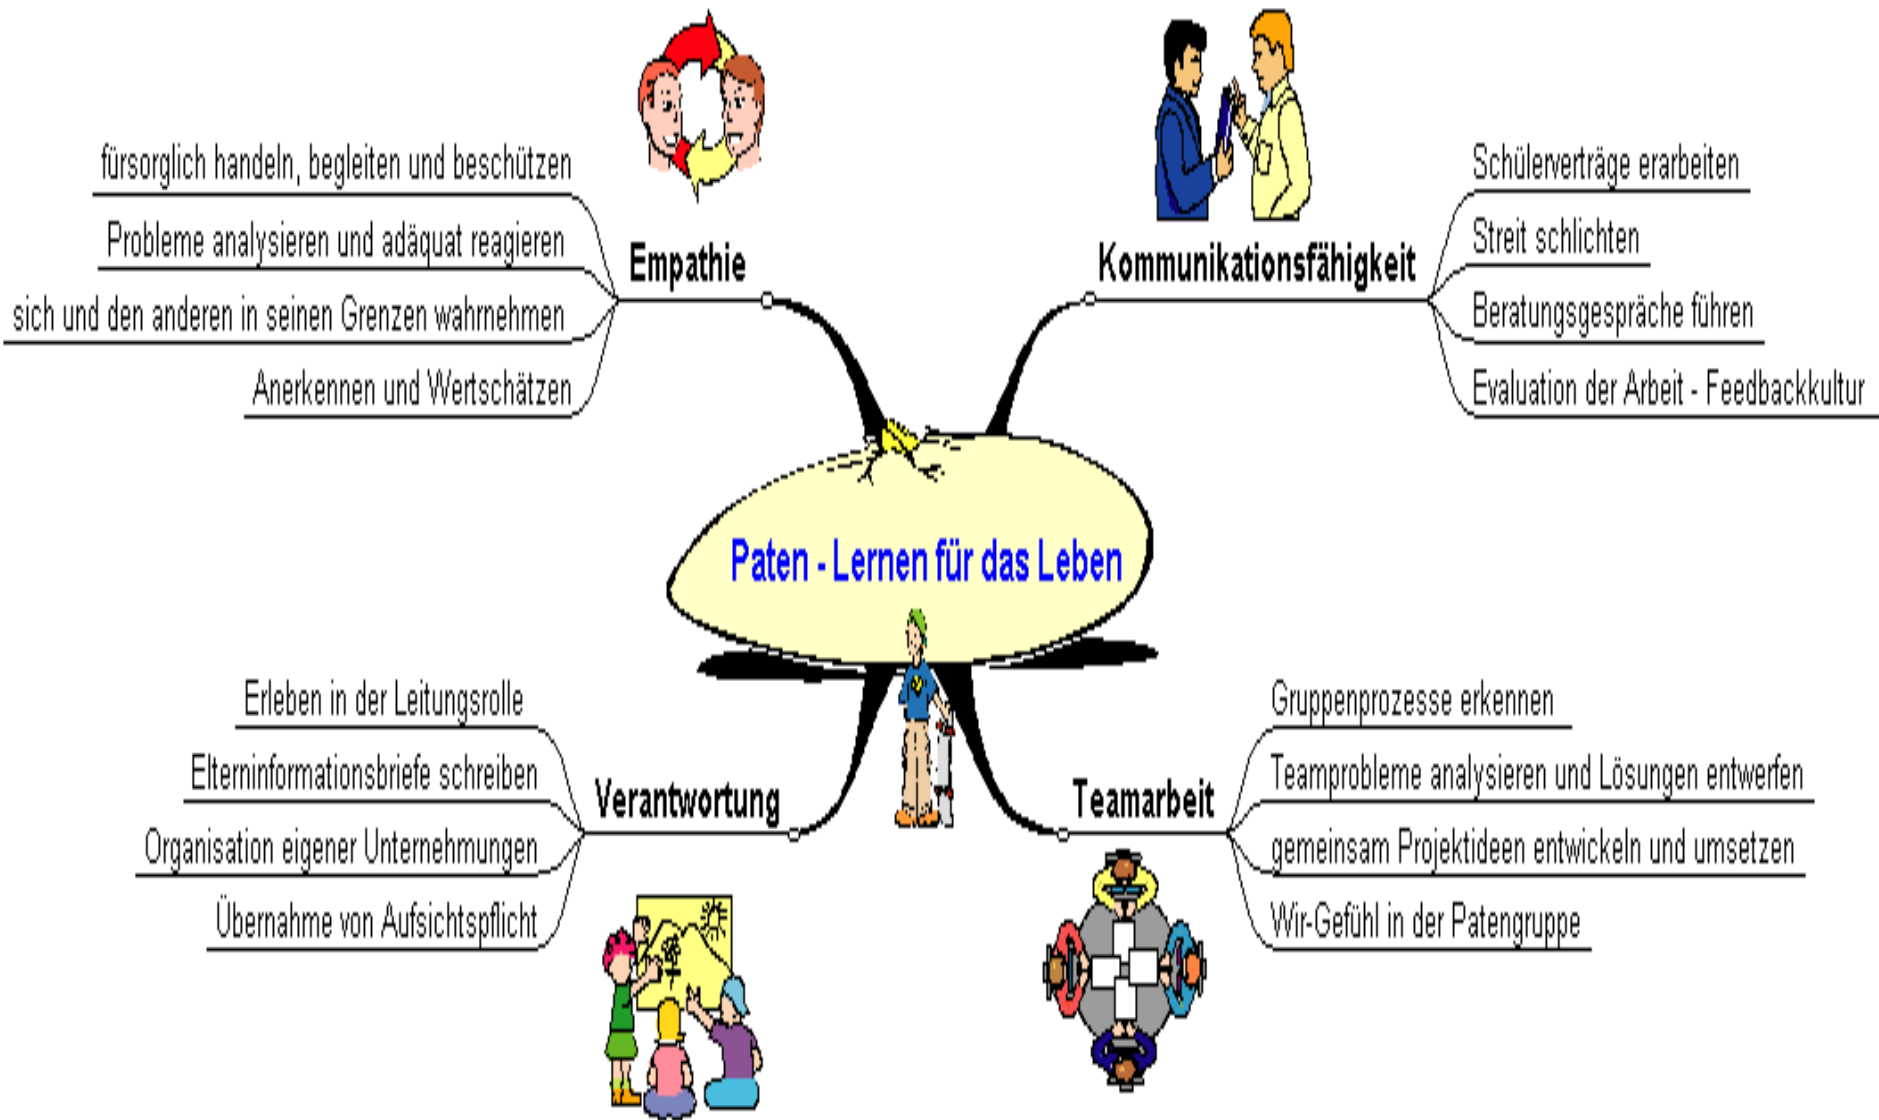 Empathie
fürsorglich handeln, begleiten und beschützen
Probleme analysieren und adäquat reagieren
sich und den anderen in seinen Grenzen wahrnehmen
Anerkennen und Wertschätzen
Kommunikationsfähigkeit
Schülerverträge erarbeiten
Streit schlichten
Beratungsgespräche führen
Evaluation der Arbeit - Feedbackkultur
Paten - Lernen für das Leben
Verantwortung
Erleben in der Leitungsrolle
Elterninformationsbriefe schreiben
Organisation eigener Unternehmungen
Übernahme von Aufsichtspflicht
Teamarbeit
Gruppenprozesse erkennen
Teamprobleme analysieren und Lösungen entwerfen
gemeinsam Projektideen entwickeln und umsetzen
Wir-Gefühl in der Patengruppe